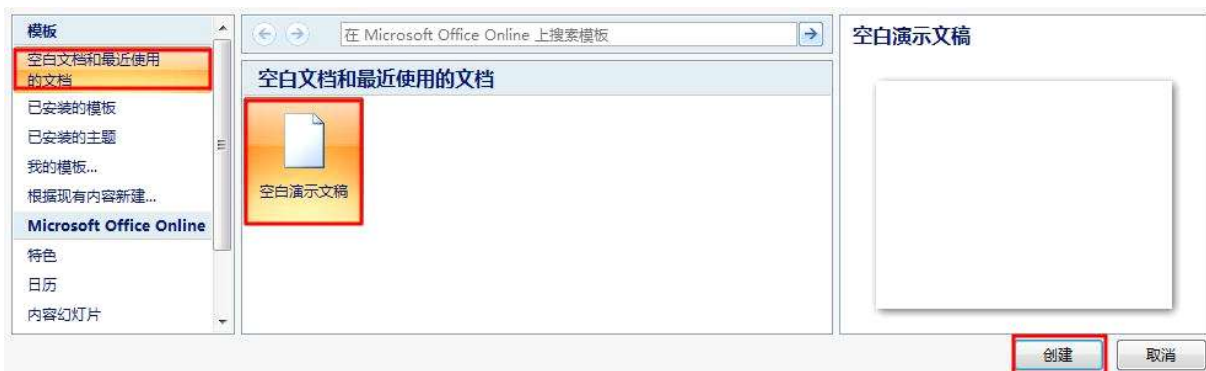 模板
空白文档和最近使用
的文档
已安装的模板
已安装的主题
我的模板...
根据现有内容新建...
Microsoft Office Online
特色
日历
内容幻灯片
在 Microsoft Office Online 上搜索模板
空白文档和最近使用的文档
空白演示文稿
空白演示文稿
创建
取消